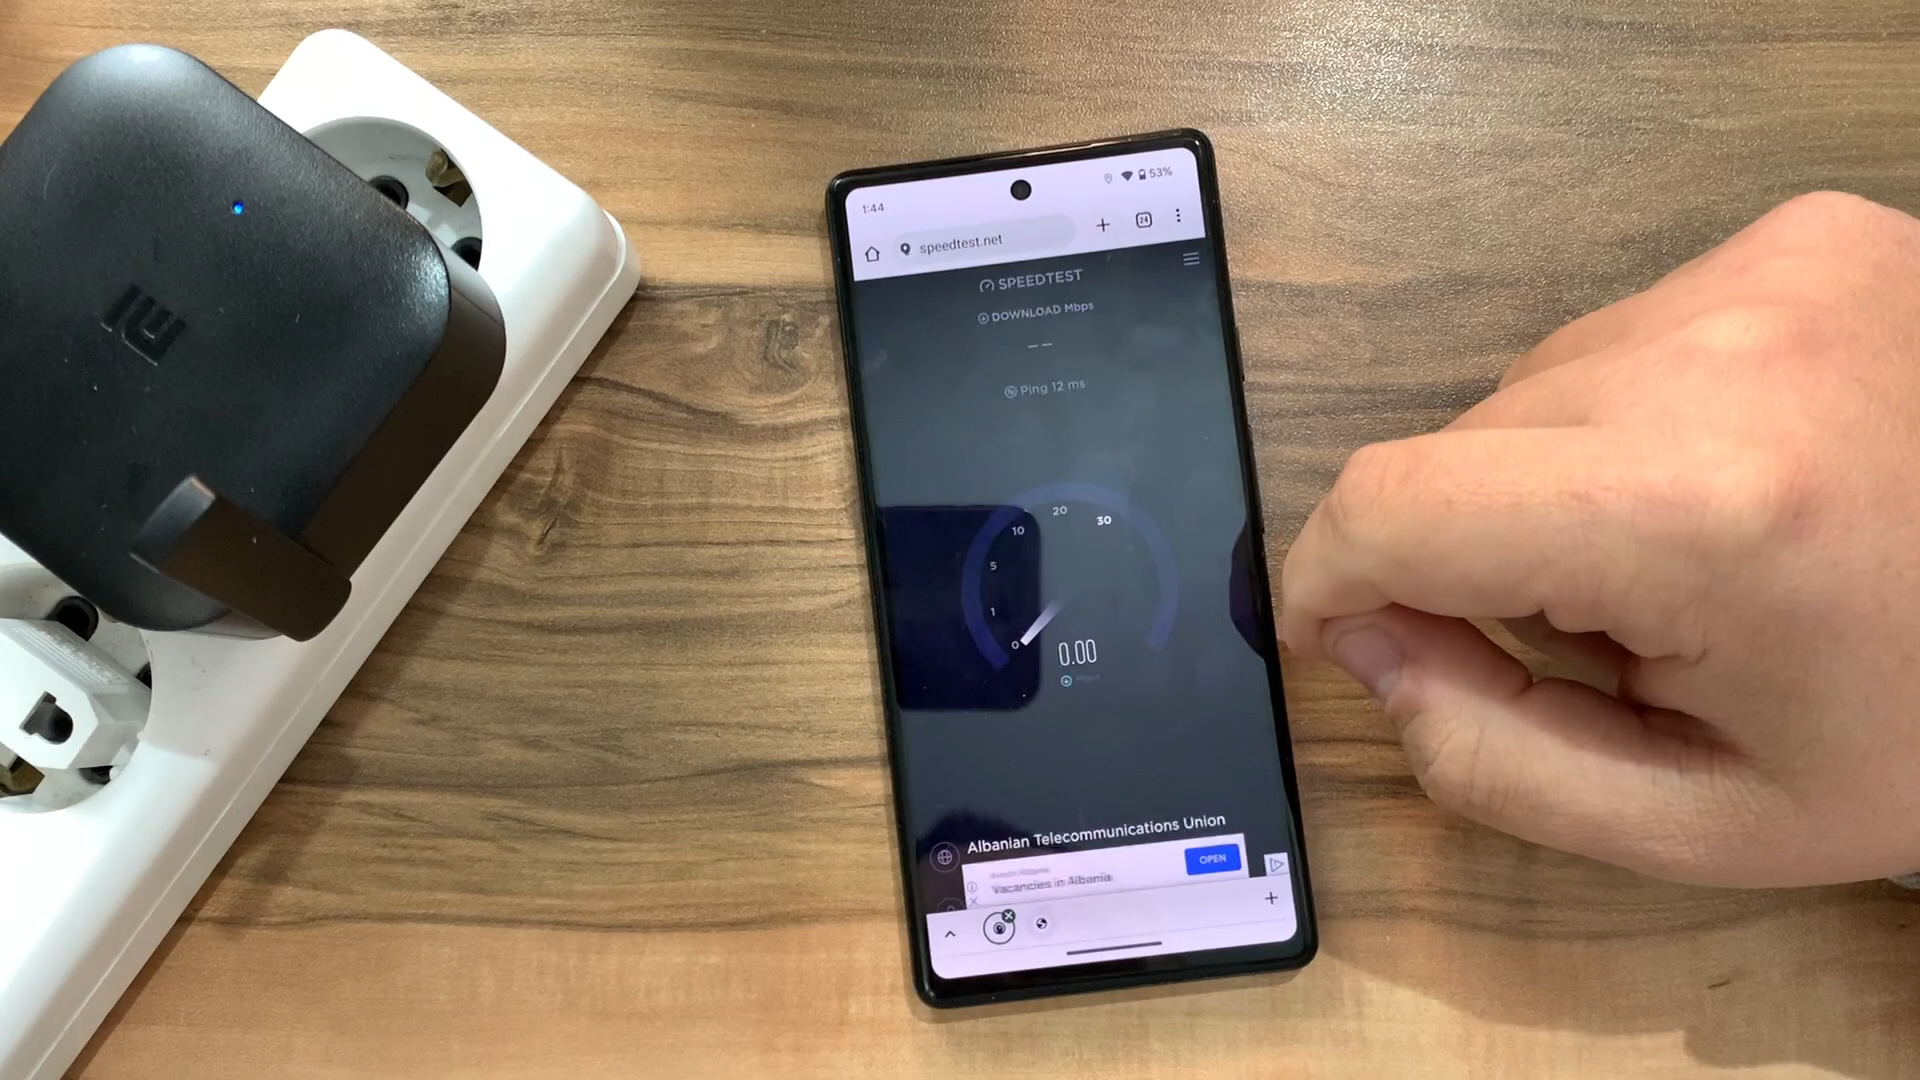 1:44
53%
speedtest.net
24
SPEEDTEST
DOWNLOAD Mbps
Ping 12 ms
0
1
5
10
20
30
0.00
Albanian Telecommunications Union
Vacancies in Albania
OPEN